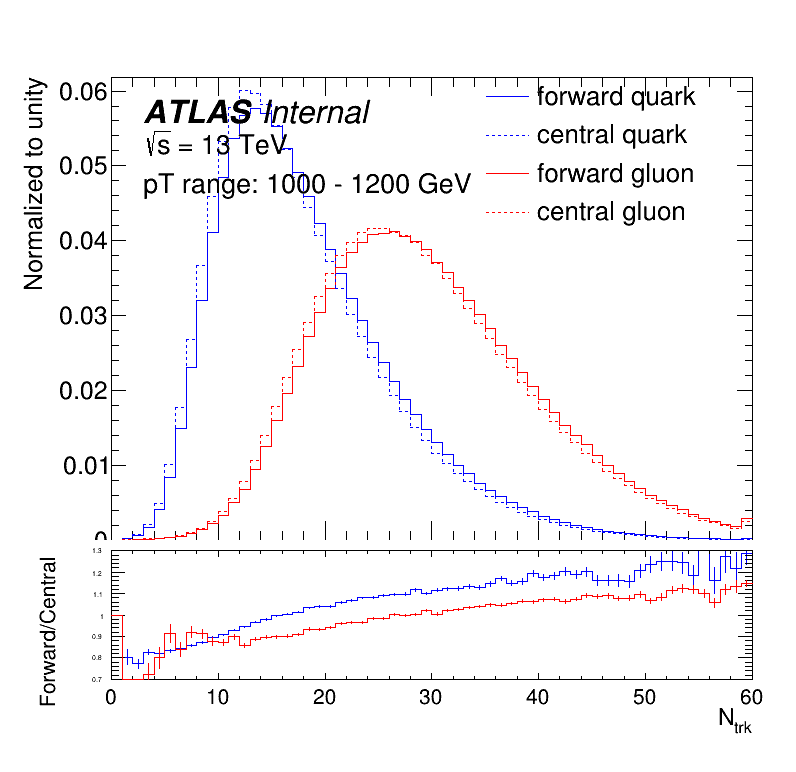 ATLAS Internal
√s = 13 TeV
pT range: 1000 - 1200 GeV
forward quark
central quark
forward gluon
central gluon
Normalized to unity
0.06
0.05
0.04
0.03
0.02
0.01
0
Forward/Central
1.3
1.2
1.1
1
0.9
0.8
0.7
0 10 20 30 40 50 60
N_trk